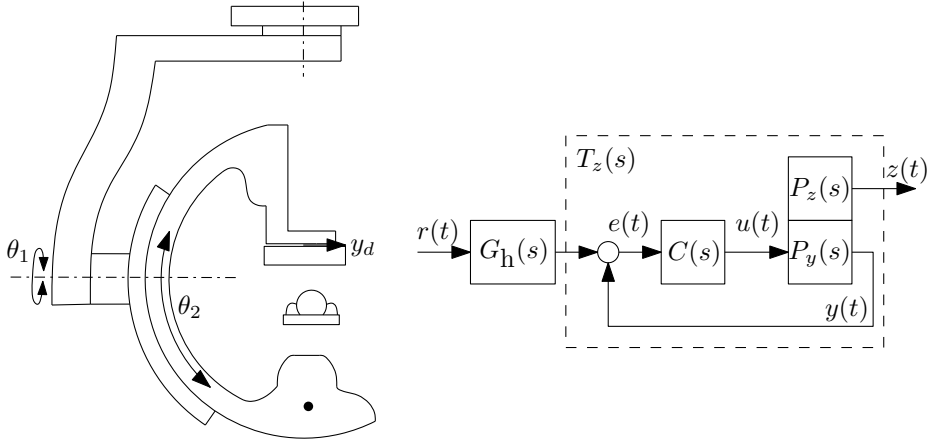 θ₁
θ₂
y_d
T_z(s)
r(t)
G_h(s)
e(t)
C(s)
u(t)
P_z(s)
P_y(s)
z(t)
y(t)